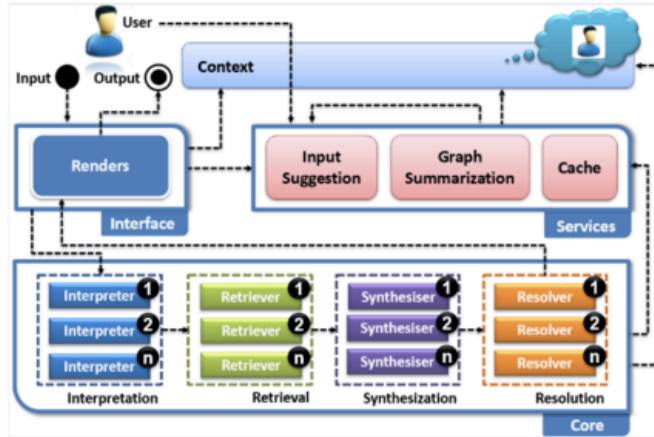 User
Input
Output
Context
Renders
Interface
Input Suggestion
Graph Summarization
Cache
Services
Interpreter 1
Interpreter 2
Interpreter n
Interpretation
Retriever 1
Retriever 2
Retriever n
Retrieval
Synthesiser 1
Synthesiser 2
Synthesiser n
Synthesization
Resolver 1
Resolver 2
Resolver n
Resolution
Core